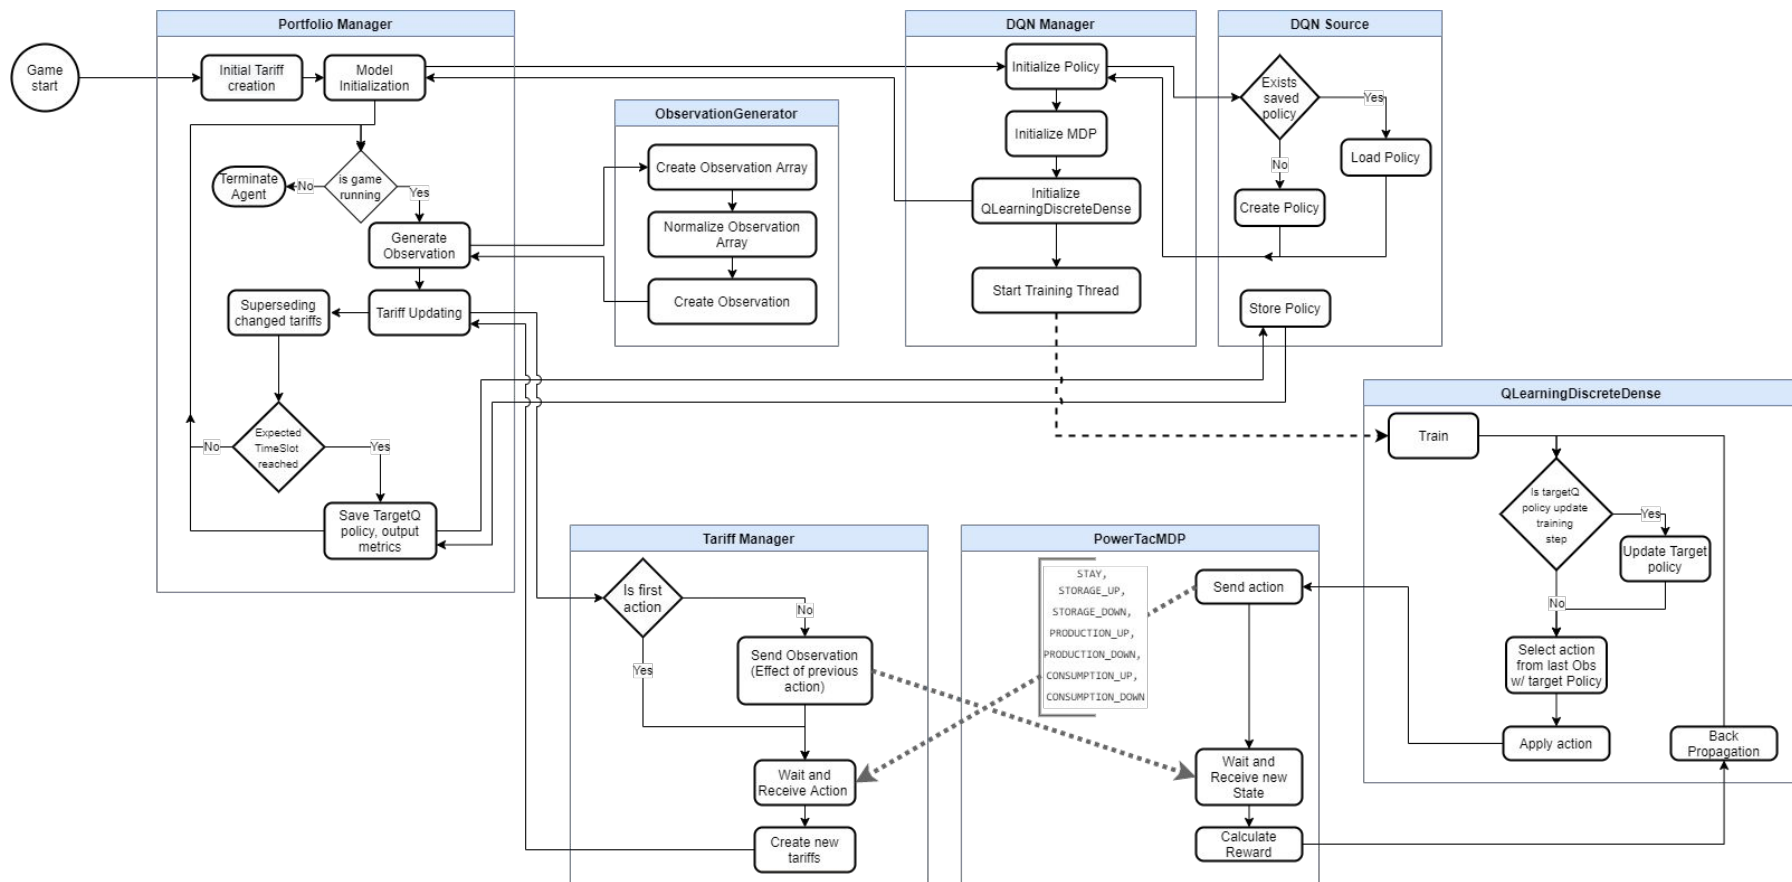 Portfolio Manager
DQN Manager
DQN Source
Game
start
Initial Tariff
creation
Model
Initialization
Initialize Policy
Exists
saved
policy
Yes
No
Load Policy
Create Policy
Store Policy
ObservationGenerator
Create Observation Array
Normalize Observation
Array
Create Observation
Initialize MDP
Initialize
QLearningDiscreteDense
Start Training Thread
is game
running
No
Terminate
Agent
Yes
Generate
Observation
Tariff Updating
Superseding
changed tariffs
Expected
TimeSlot
reached
No
Yes
Save TargetQ
policy, output
metrics
QLearningDiscreteDense
Train
Is targetQ
policy update
training
step
Yes
Update Target
policy
No
Select action
from last Obs
w/ target Policy
Apply action
Back
Propagation
Tariff Manager
Is first
action
No
Yes
Send Observation
(Effect of previous
action)
Wait and
Receive Action
Create new
tariffs
PowerTacMDP
STAY,
STORAGE_UP,
STORAGE_DOWN,
PRODUCTION_UP,
PRODUCTION_DOWN,
CONSUMPTION_UP,
CONSUMPTION_DOWN
Send action
Wait and
Receive new
State
Calculate
Reward